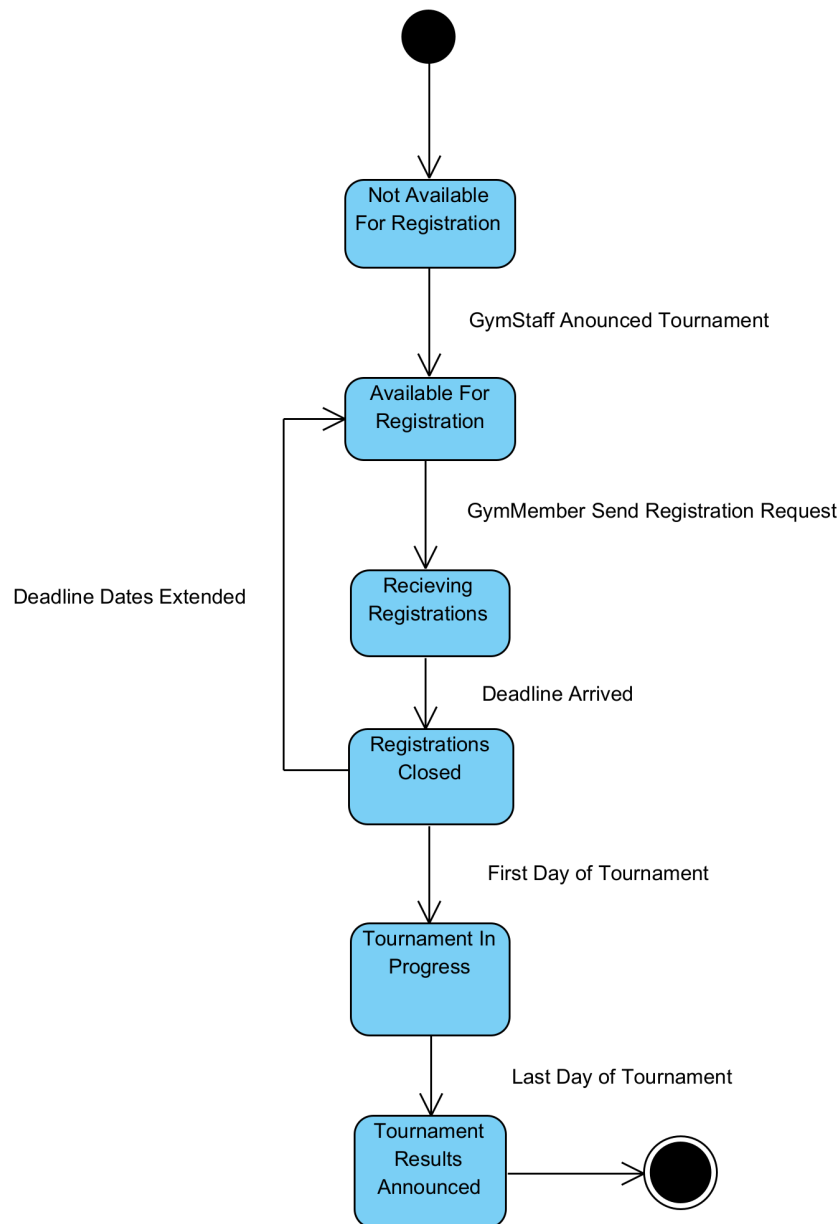 Not Available
For Registration
GymStaff Anounced Tournament
Available For
Registration
GymMember Send Registration Request
Recieving
Registrations
Deadline Dates Extended
Deadline Arrived
Registrations
Closed
First Day of Tournament
Tournament In
Progress
Last Day of Tournament
Tournament
Results
Announced